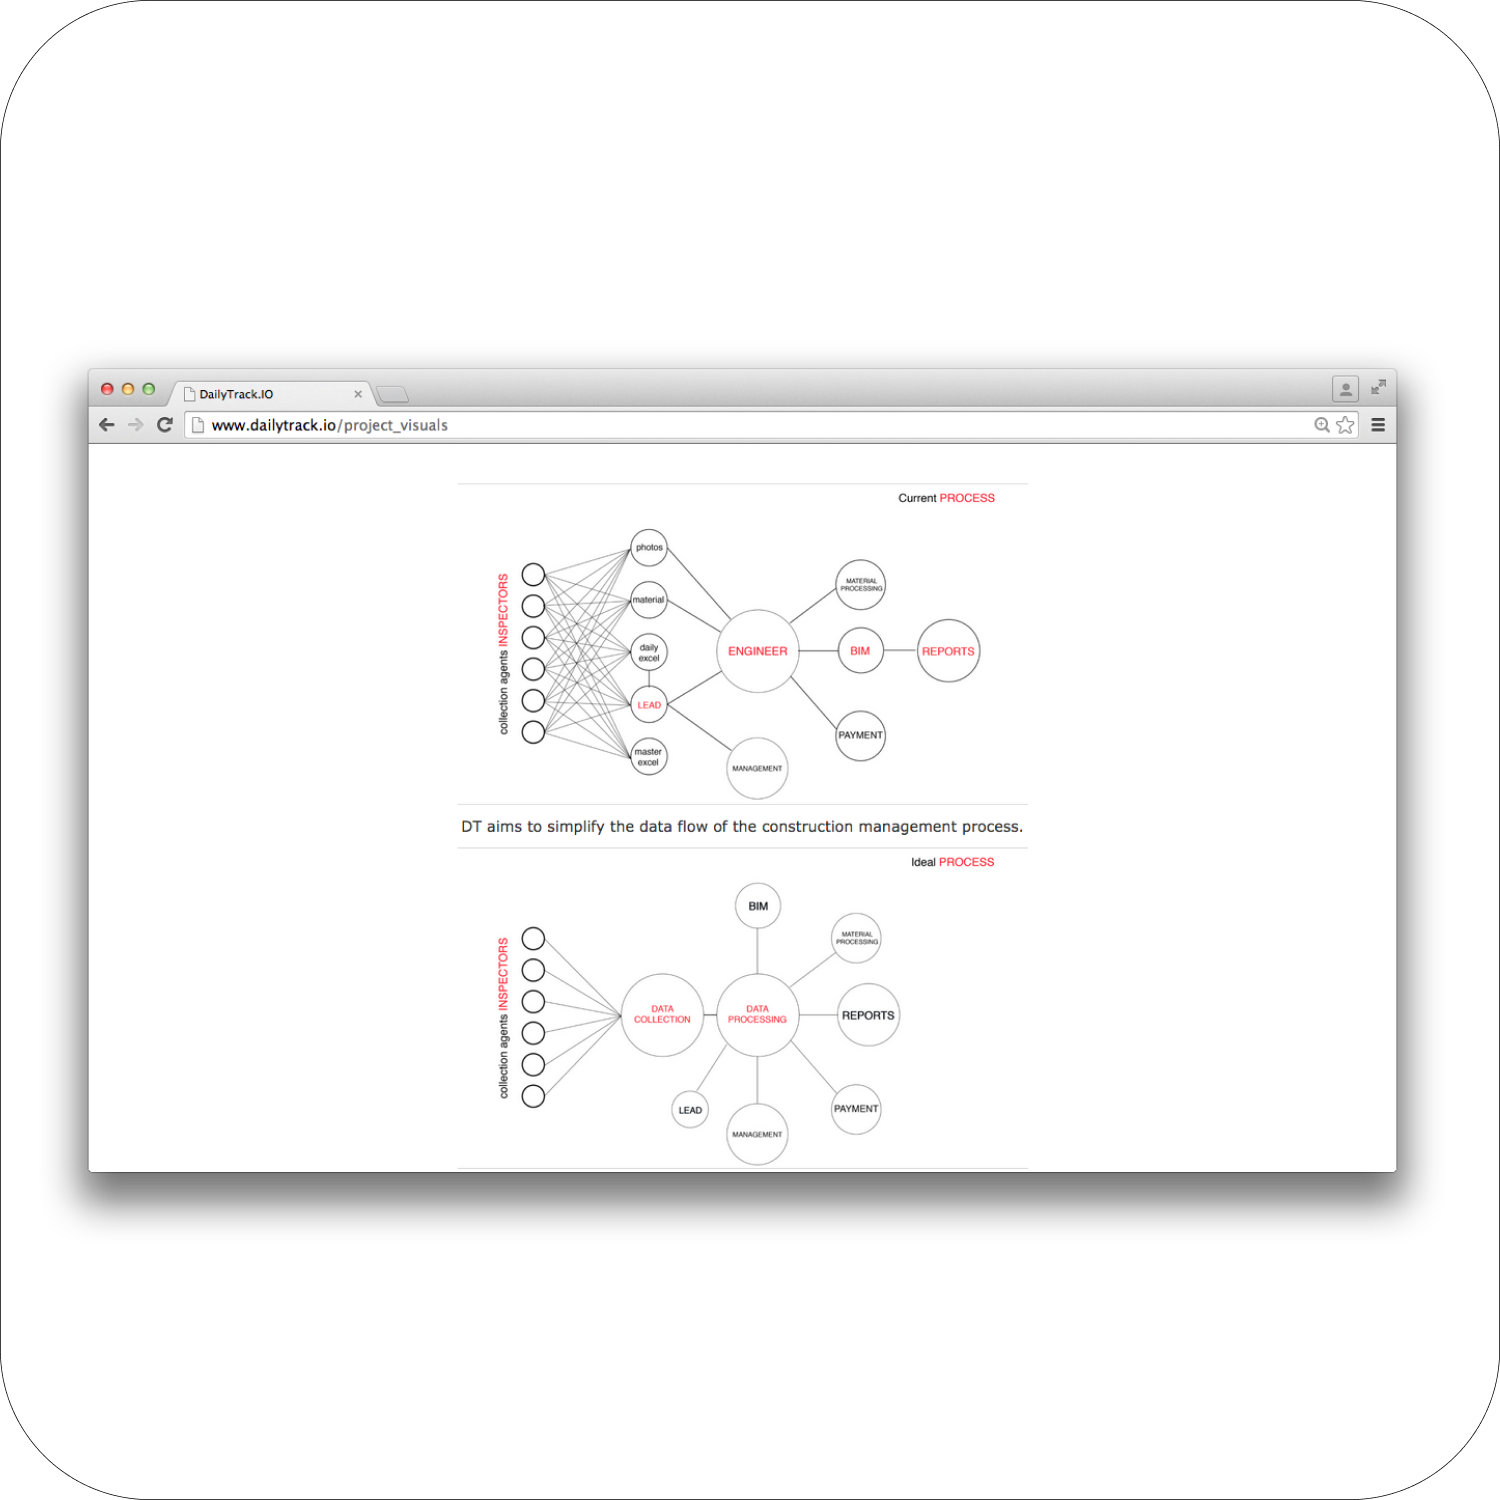 DailyTrack.IO
www.dailytrack.io/project_visuals
Current PROCESS
collection agents INSPECTORS
photos
material
daily
excel
LEAD
master
excel
ENGINEER
MANAGEMENT
MATERIAL
PROCESSING
BIM
REPORTS
PAYMENT
DT aims to simplify the data flow of the construction management process.
Ideal PROCESS
collection agents INSPECTORS
DATA
COLLECTION
DATA
PROCESSING
BIM
MATERIAL
PROCESSING
REPORTS
PAYMENT
LEAD
MANAGEMENT